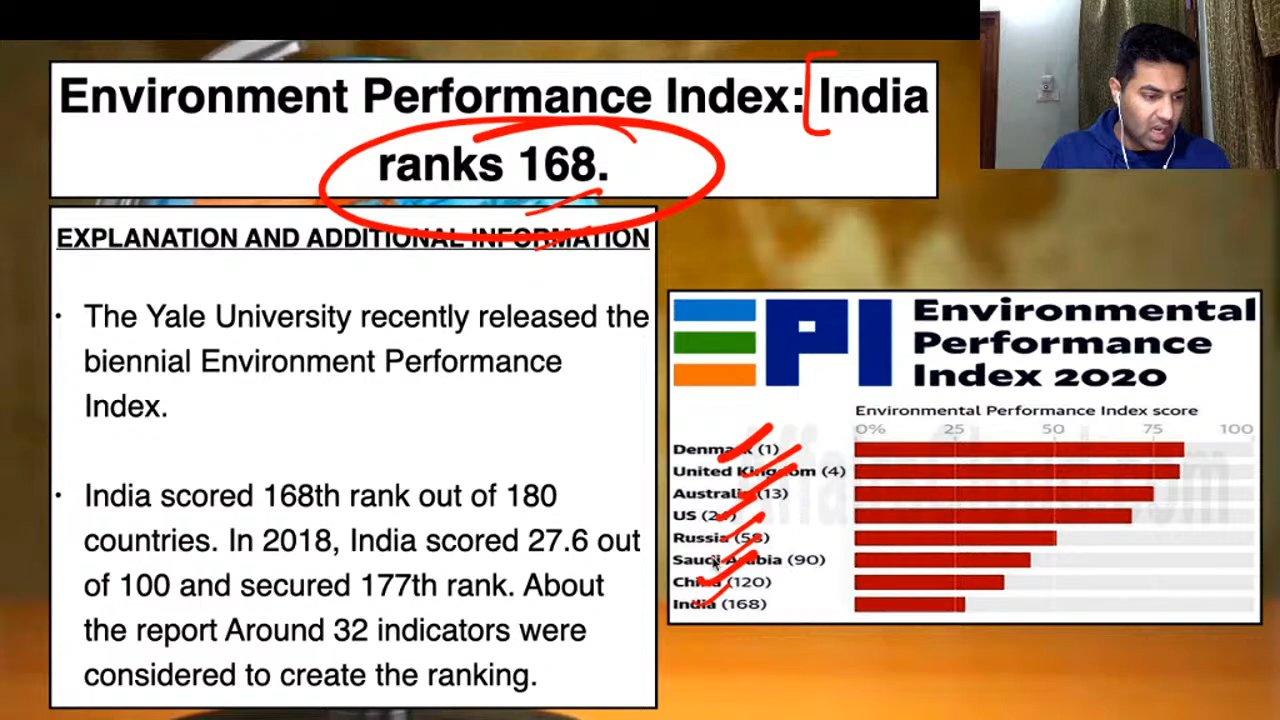 Environment Performance Index: India
ranks 168.
EXPLANATION AND ADDITIONAL INFORMATION
• The Yale University recently released the
biennial Environment Performance
Index.
• India scored 168th rank out of 180
countries. In 2018, India scored 27.6 out
of 100 and secured 177th rank. About
the report Around 32 indicators were
considered to create the ranking.
EPI
Environmental
Performance
Index 2020
Environmental Performance Index score
0% 25 50 75 100
Denmark (1)
United Kingdom (4)
Australia (13)
US
Russia (58)
Saudi Arabia (90)
China (120)
India (168)